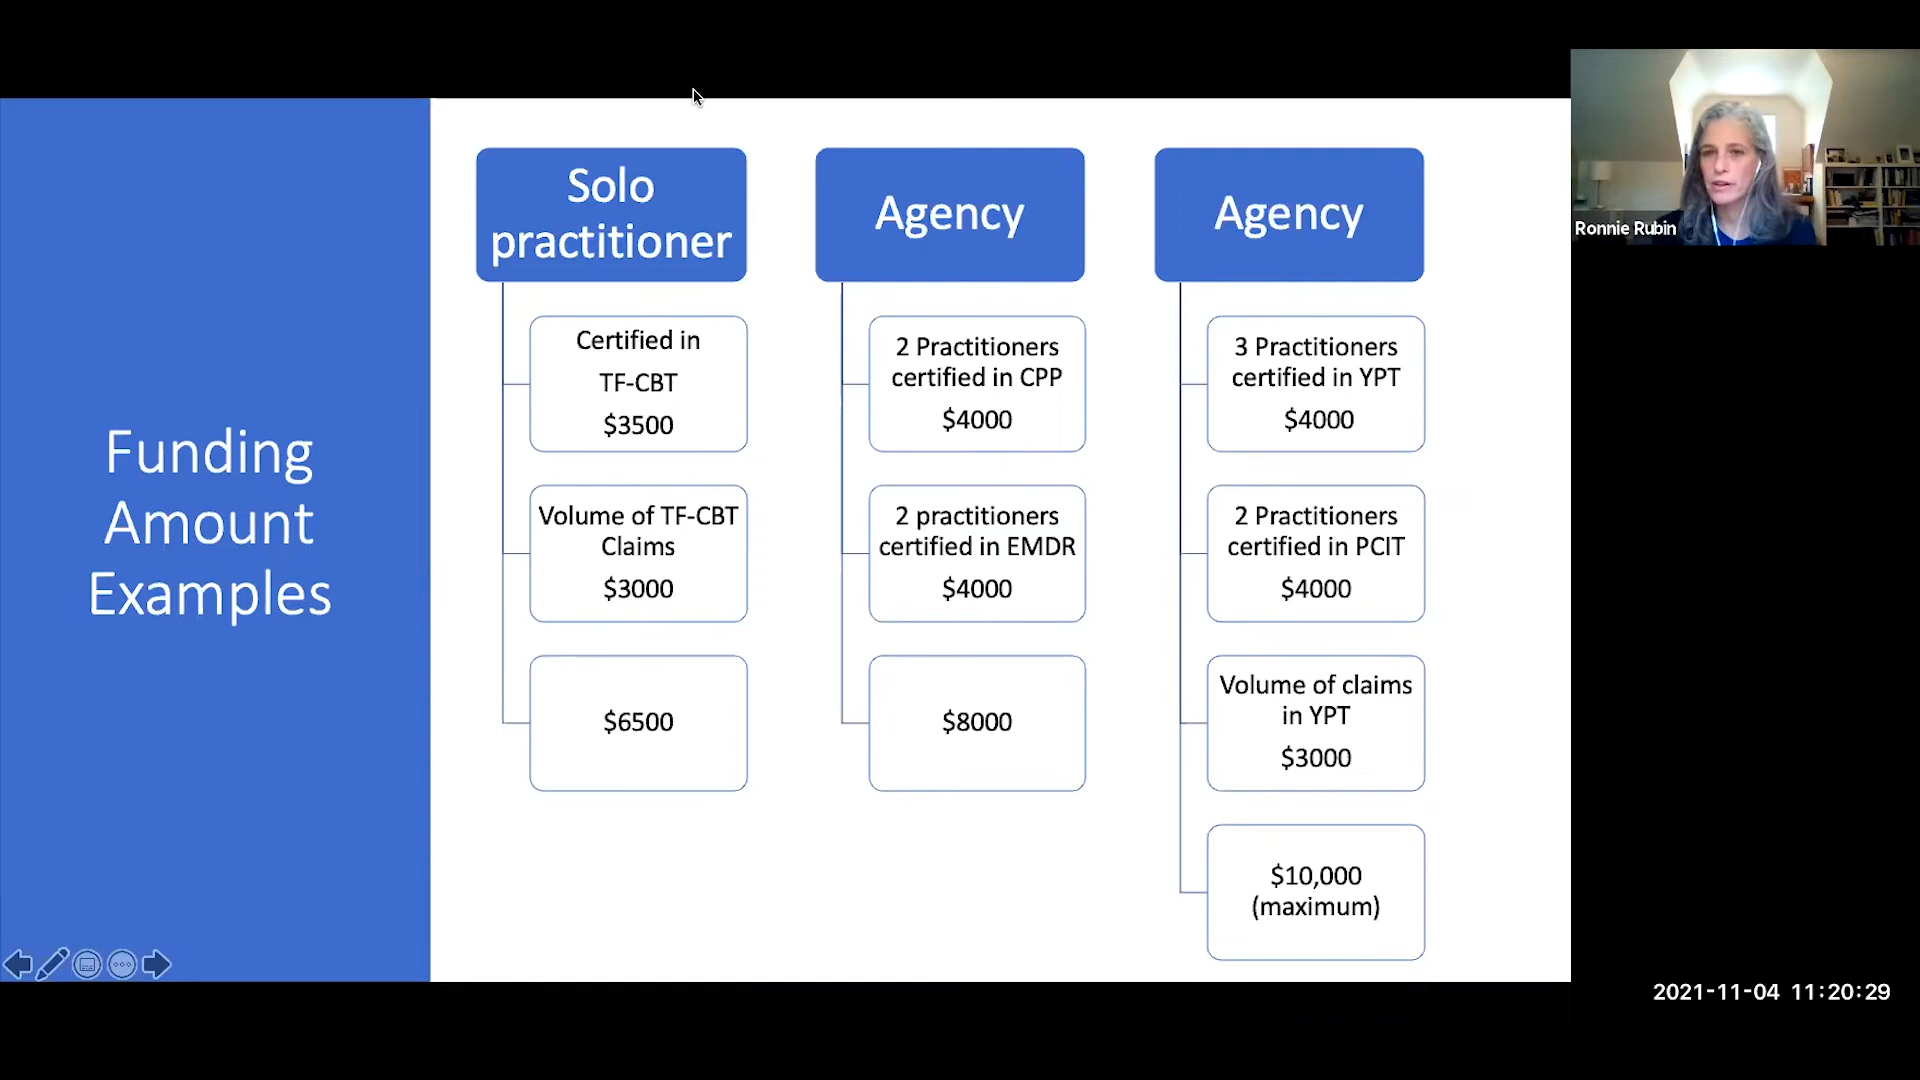 Funding
Amount
Examples
Solo
practitioner
Certified in
TF-CBT
$3500
Volume of TF-CBT
Claims
$3000
$6500
Agency
2 Practitioners
certified in CPP
$4000
2 practitioners
certified in EMDR
$4000
$8000
Agency
3 Practitioners
certified in YPT
$4000
2 Practitioners
certified in PCIT
$4000
Volume of claims
in YPT
$3000
$10,000
(maximum)
Ronnie Rubin
2021-11-04 11:20:29